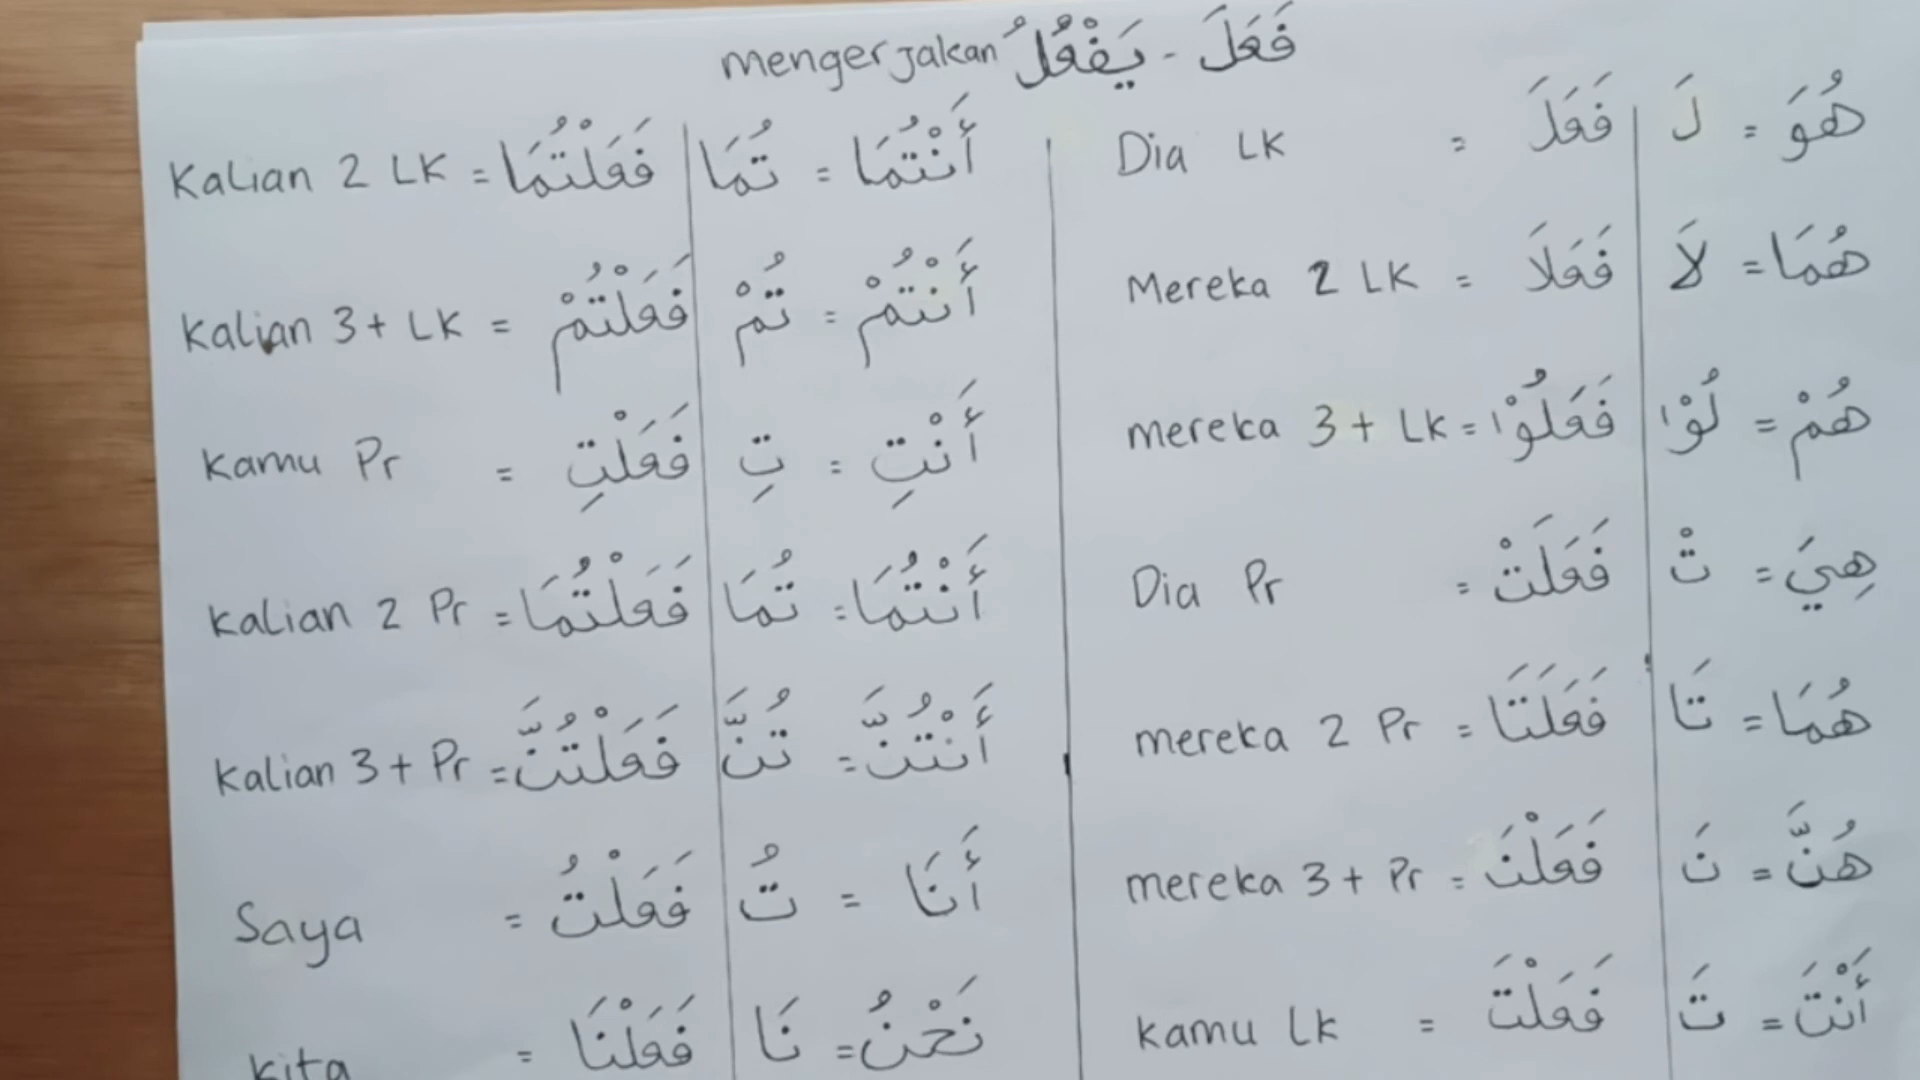 فَعَلَ - يَفْعُلُ mengerjakan
هُوَ = لَ فَعَلَ = Dia LK
هُمَا = لَا فَعَلَا = Mereka 2 LK
هُمْ = لُوْا فَعَلُوْا = mereka 3+ Lk
هِيَ = تْ فَعَلَتْ = Dia Pr
هُمَا = تَا فَعَلَتَا = mereka 2 Pr
هُنَّ = نَ فَعَلْنَ = mereka 3+ Pr
أَنْتَ = تَ فَعَلْتَ = kamu Lk
أَنْتُمَا = تُمَا فَعَلْتُمَا = Kalian 2 LK
أَنْتُمْ = تُمْ فَعَلْتُمْ = Kalian 3+ LK
أَنْتِ = تِ فَعَلْتِ = Kamu Pr
أَنْتُمَا = تُمَا فَعَلْتُمَا = Kalian 2 Pr
أَنْتُنَّ = تُنَّ فَعَلْتُنَّ = Kalian 3+ Pr
أَنَا = تُ فَعَلْتُ = Saya
نَحْنُ = نَا فَعَلْنَا = kita